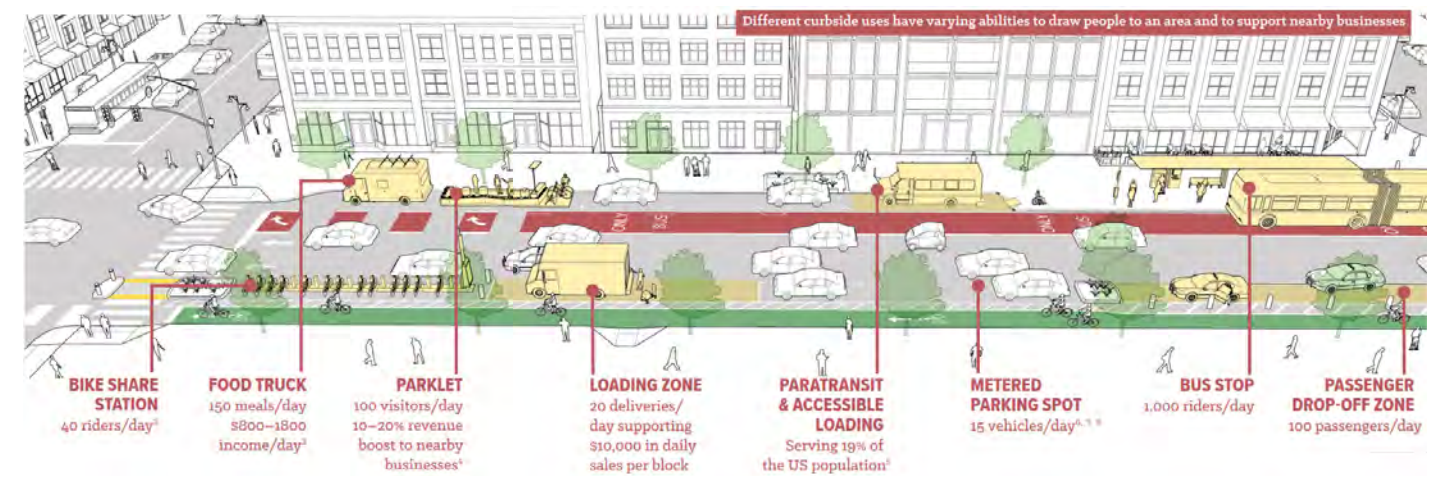 Different curbside uses have varying abilities to draw people to an area and to support nearby businesses
ONLY
BUS
ONLY
BUS
BIKE SHARE
STATION
40 riders/day
FOOD TRUCK
150 meals/day
$800–1800
income/day
PARKLET
100 visitors/day
10–20% revenue
boost to nearby
businesses
LOADING ZONE
20 deliveries/
day supporting
$10,000 in daily
sales per block
PARATRANSIT
& ACCESSIBLE
LOADING
Serving 19% of
the US population
METERED
PARKING SPOT
15 vehicles/day
BUS STOP
1,000 riders/day
PASSENGER
DROP-OFF ZONE
100 passengers/day